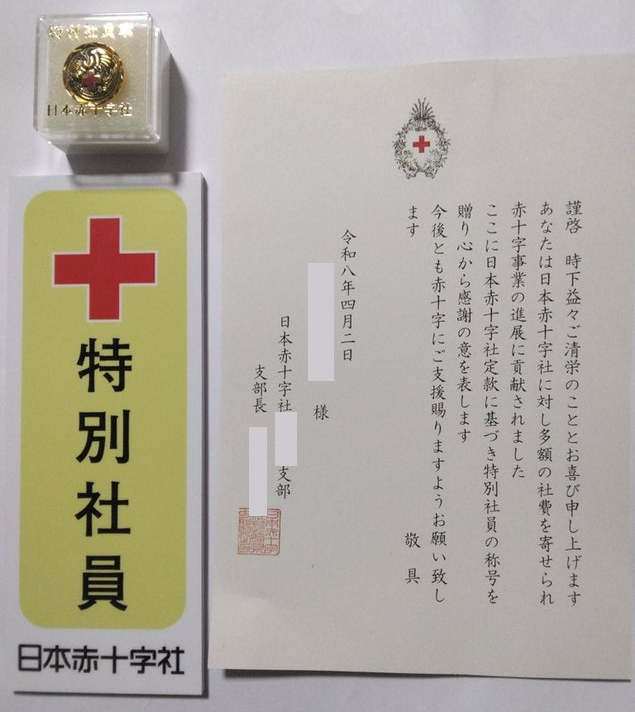 特別社員章
日本赤十字社
特別社員
日本赤十字社
謹啓 時下益々ご清栄のこととお喜び申し上げます
あなたは日本赤十字社に対し多額の社費を寄せられ
赤十字事業の進展に貢献されました
ここに日本赤十字社定款に基づき特別社員の称号を
贈り心から感謝の意を表します
今後とも赤十字にご支援賜りますようお願い致し
ます
敬具
令和八年四月二日
様
日本赤十字社 支部
支部長